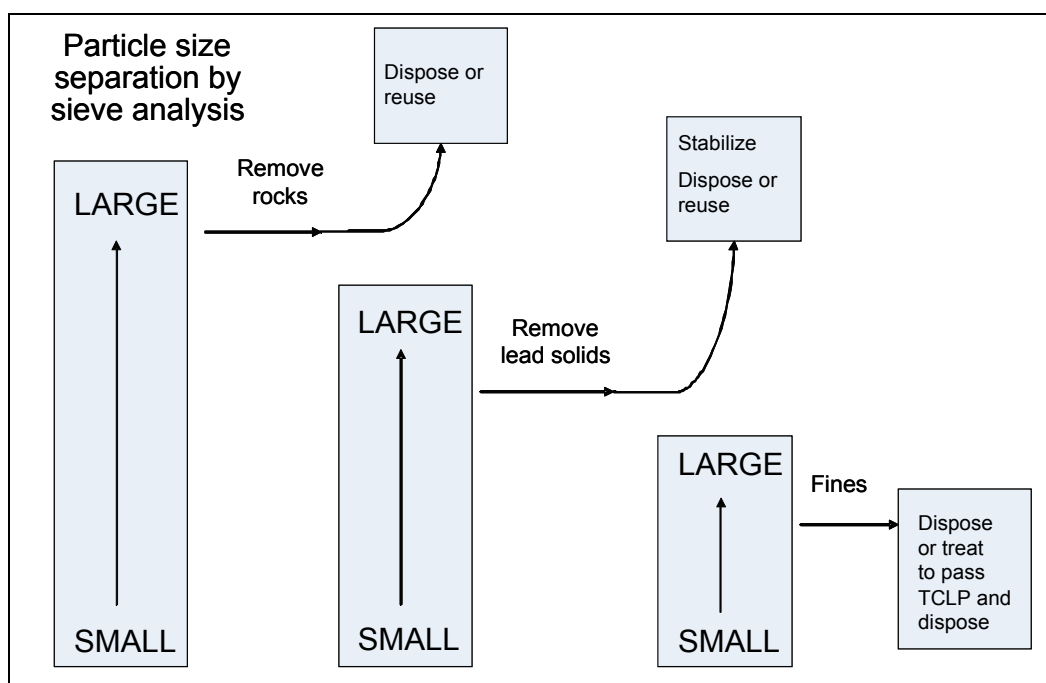 Particle size
separation by
sieve analysis
Dispose or
reuse
Remove
rocks
LARGE
SMALL
Stabilize
Dispose or
reuse
Remove
lead solids
LARGE
SMALL
LARGE
SMALL
Fines
Dispose
or treat
to pass
TCLP and
dispose